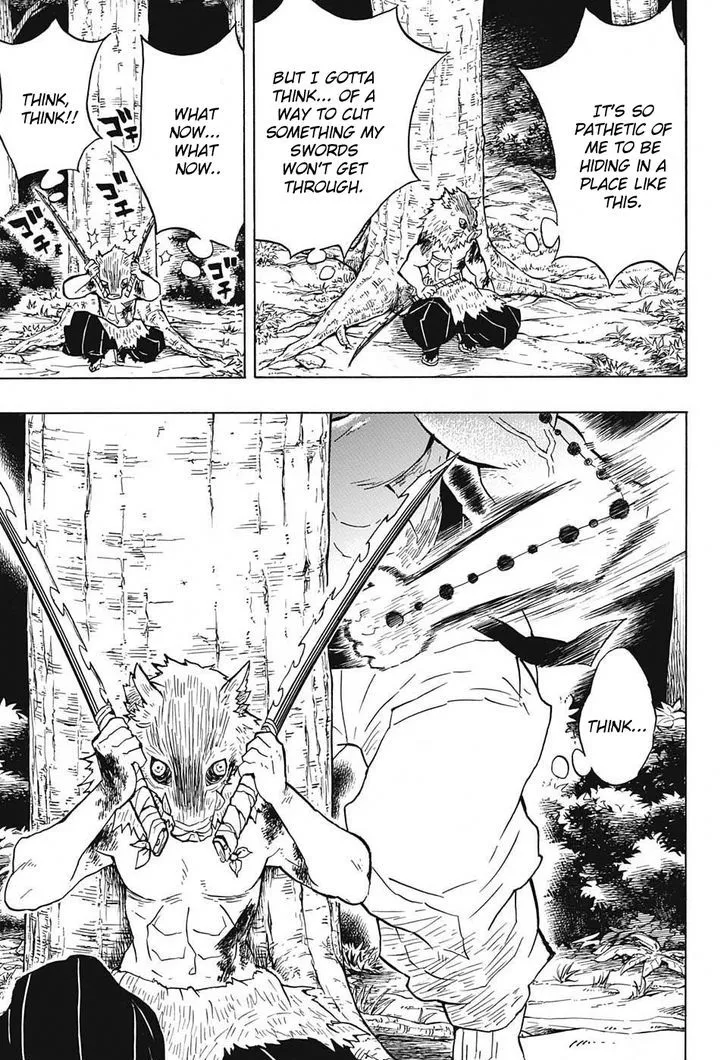 IT'S SO
PATHETIC OF
ME TO BE
HIDING IN A
PLACE LIKE
THIS.
BUT I GOTTA
THINK... OF A
WAY TO CUT
SOMETHING MY
SWORDS
WON'T GET
THROUGH.
WHAT
NOW...
WHAT
NOW..
THINK,
THINK!!
ゴチ
ゴチ
ゴチ
ゴチ
THINK...